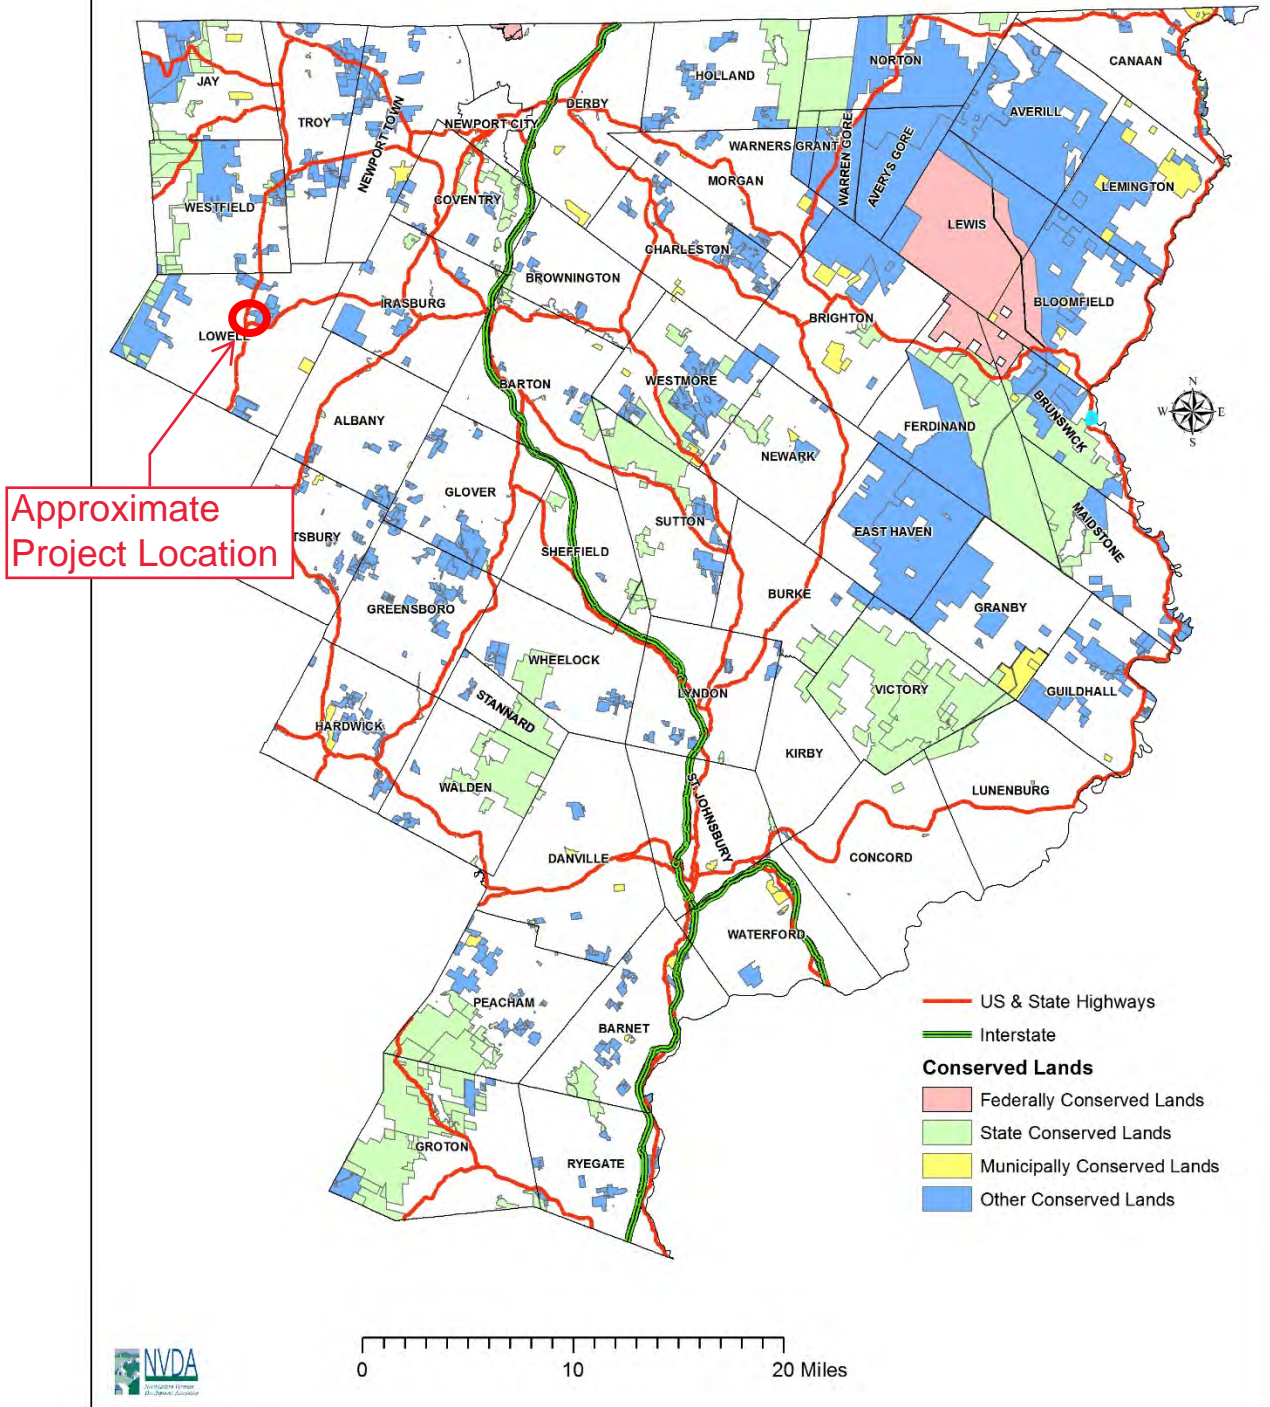 NORTON
CANAAN
HOLLAND
JAY
DERBY
AVERILL
TROY
NEWPORT CITY
NEWPORT TOWN
WARNERS GRANT
WARREN GORE
AVERYS GORE
MORGAN
LEMINGTON
WESTFIELD
COVENTRY
LEWIS
CHARLESTON
BROWNINGTON
IRASBURG
BLOOMFIELD
BRIGHTON
LOWELL
BARTON
WESTMORE
N
W
E
S
BRUNSWICK
ALBANY
FERDINAND
NEWARK
GLOVER
Approximate
Project Location
SUTTON
EAST HAVEN
MAIDSTONE
TSBURY
SHEFFIELD
BURKE
GREENSBORO
GRANBY
WHEELOCK
LYNDON
VICTORY
GUILDHALL
STANNARD
HARDWICK
KIRBY
WALDEN
ST. JOHNSBURY
LUNENBURG
DANVILLE
CONCORD
WATERFORD
PEACHAM
BARNET
GROTON
RYEGATE
US & State Highways
Interstate
Conserved Lands
Federally Conserved Lands
State Conserved Lands
Municipally Conserved Lands
Other Conserved Lands
0 10 20 Miles
NVDA